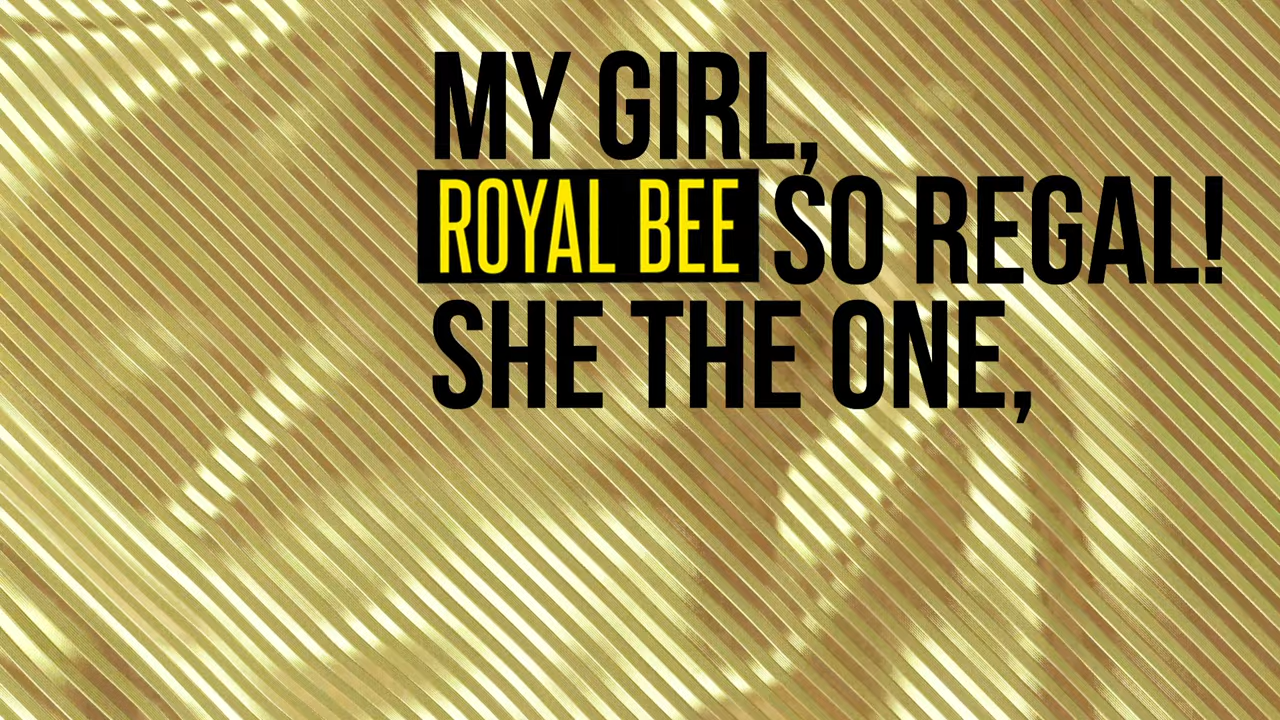 MY GIRL,
ROYAL BEE SO REGAL!
SHE THE ONE,